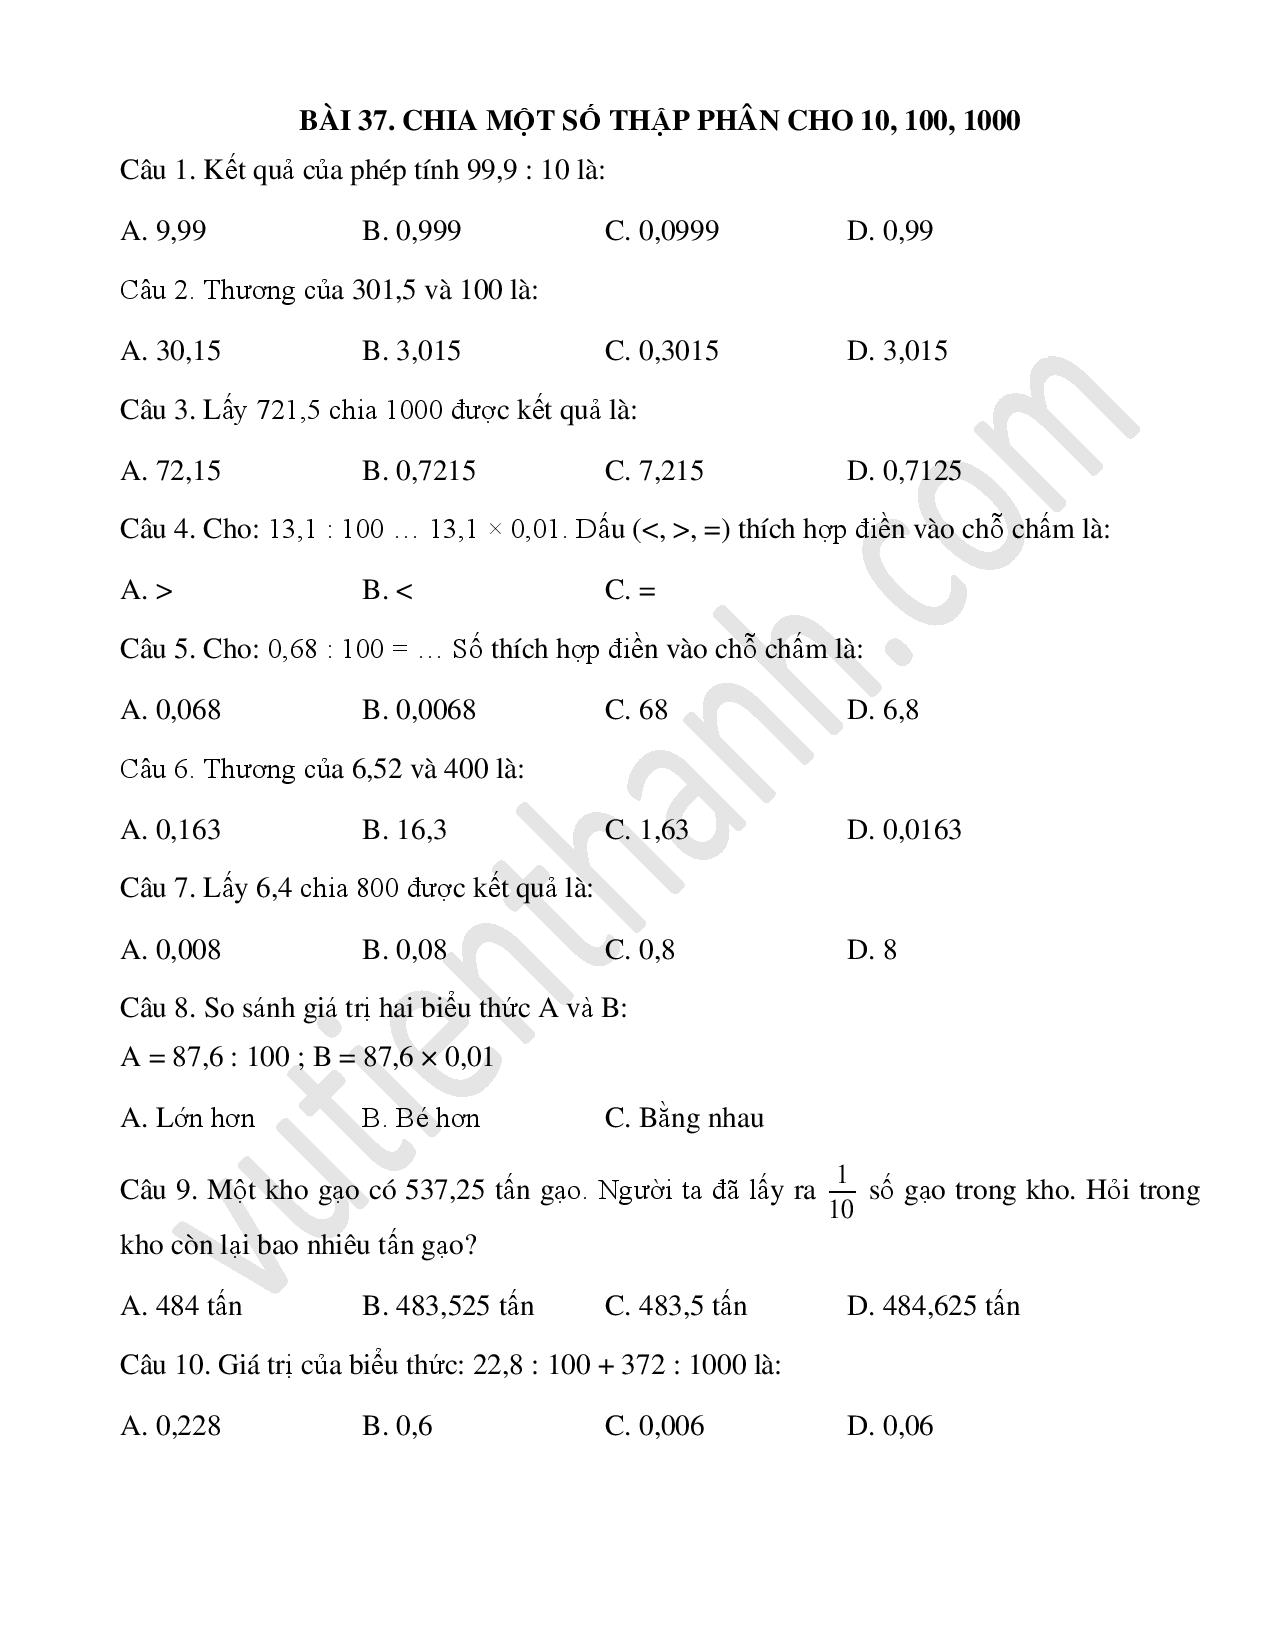 BÀI 37. CHIA MỘT SỐ THẬP PHÂN CHO 10, 100, 1000
Câu 1. Kết quả của phép tính 99,9 : 10 là:
A. 9,99 B. 0,999 C. 0,0999 D. 0,99
Câu 2. Thương của 301,5 và 100 là:
A. 30,15 B. 3,015 C. 0,3015 D. 3,015
Câu 3. Lấy 721,5 chia 1000 được kết quả là:
A. 72,15 B. 0,7215 C. 7,215 D. 0,7125
Câu 4. Cho: 13,1 : 100 … 13,1 × 0,01. Dấu (<, >, =) thích hợp điền vào chỗ chấm là:
A. > B. < C. =
Câu 5. Cho: 0,68 : 100 = … Số thích hợp điền vào chỗ chấm là:
A. 0,068 B. 0,0068 C. 68 D. 6,8
Câu 6. Thương của 6,52 và 400 là:
A. 0,163 B. 16,3 C. 1,63 D. 0,0163
Câu 7. Lấy 6,4 chia 800 được kết quả là:
A. 0,008 B. 0,08 C. 0,8 D. 8
Câu 8. So sánh giá trị hai biểu thức A và B:
A = 87,6 : 100 ; B = 87,6 × 0,01
A. Lớn hơn B. Bé hơn C. Bằng nhau
Câu 9. Một kho gạo có 537,25 tấn gạo. Người ta đã lấy ra 1/10 số gạo trong kho. Hỏi trong
kho còn lại bao nhiêu tấn gạo?
A. 484 tấn B. 483,525 tấn C. 483,5 tấn D. 484,625 tấn
Câu 10. Giá trị của biểu thức: 22,8 : 100 + 372 : 1000 là:
A. 0,228 B. 0,6 C. 0,006 D. 0,06
vutienthanh.com